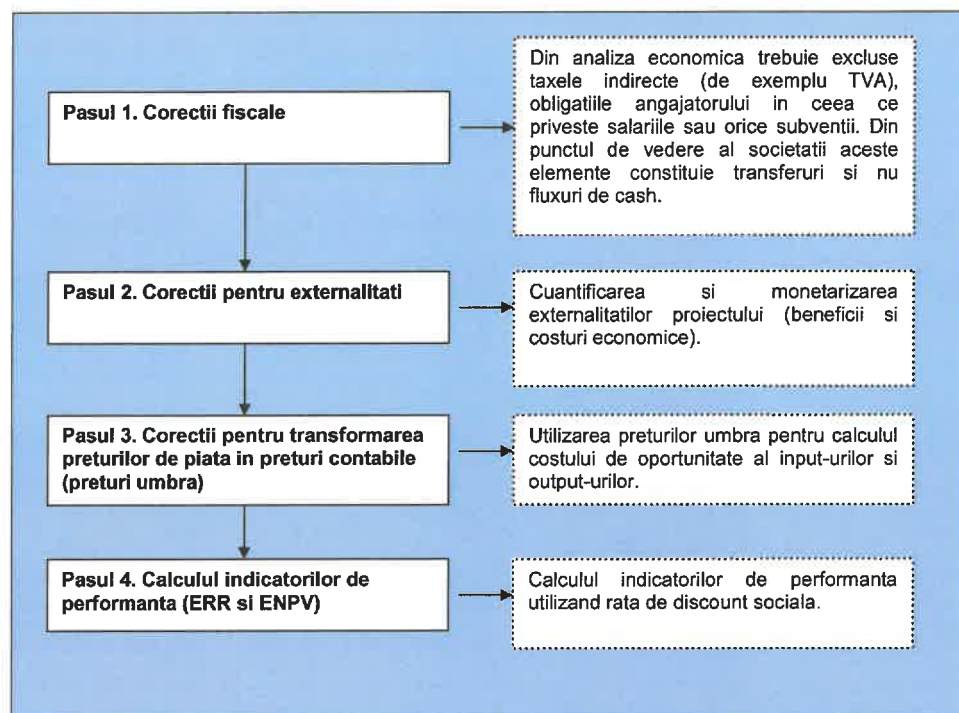 Pasul 1. Corectii fiscale
Din analiza economica trebuie excluse
taxele indirecte (de exemplu TVA),
obligatiile angajatorului in ceea ce
priveste salariile sau orice subventii. Din
punctul de vedere al societatii aceste
elemente constituie transferuri si nu
fluxuri de cash.
Pasul 2. Corectii pentru externalitati
Cuantificarea si monetarizarea
externalitatilor proiectului (beneficii si
costuri economice).
Pasul 3. Corectii pentru transformarea
preturilor de piata in preturi contabile
(preturi umbra)
Utilizarea preturilor umbra pentru calculul
costului de oportunitate al input-urilor si
output-urilor.
Pasul 4. Calculul indicatorilor de
performanta (ERR si ENPV)
Calculul indicatorilor de performanta
utilizand rata de discount sociala.